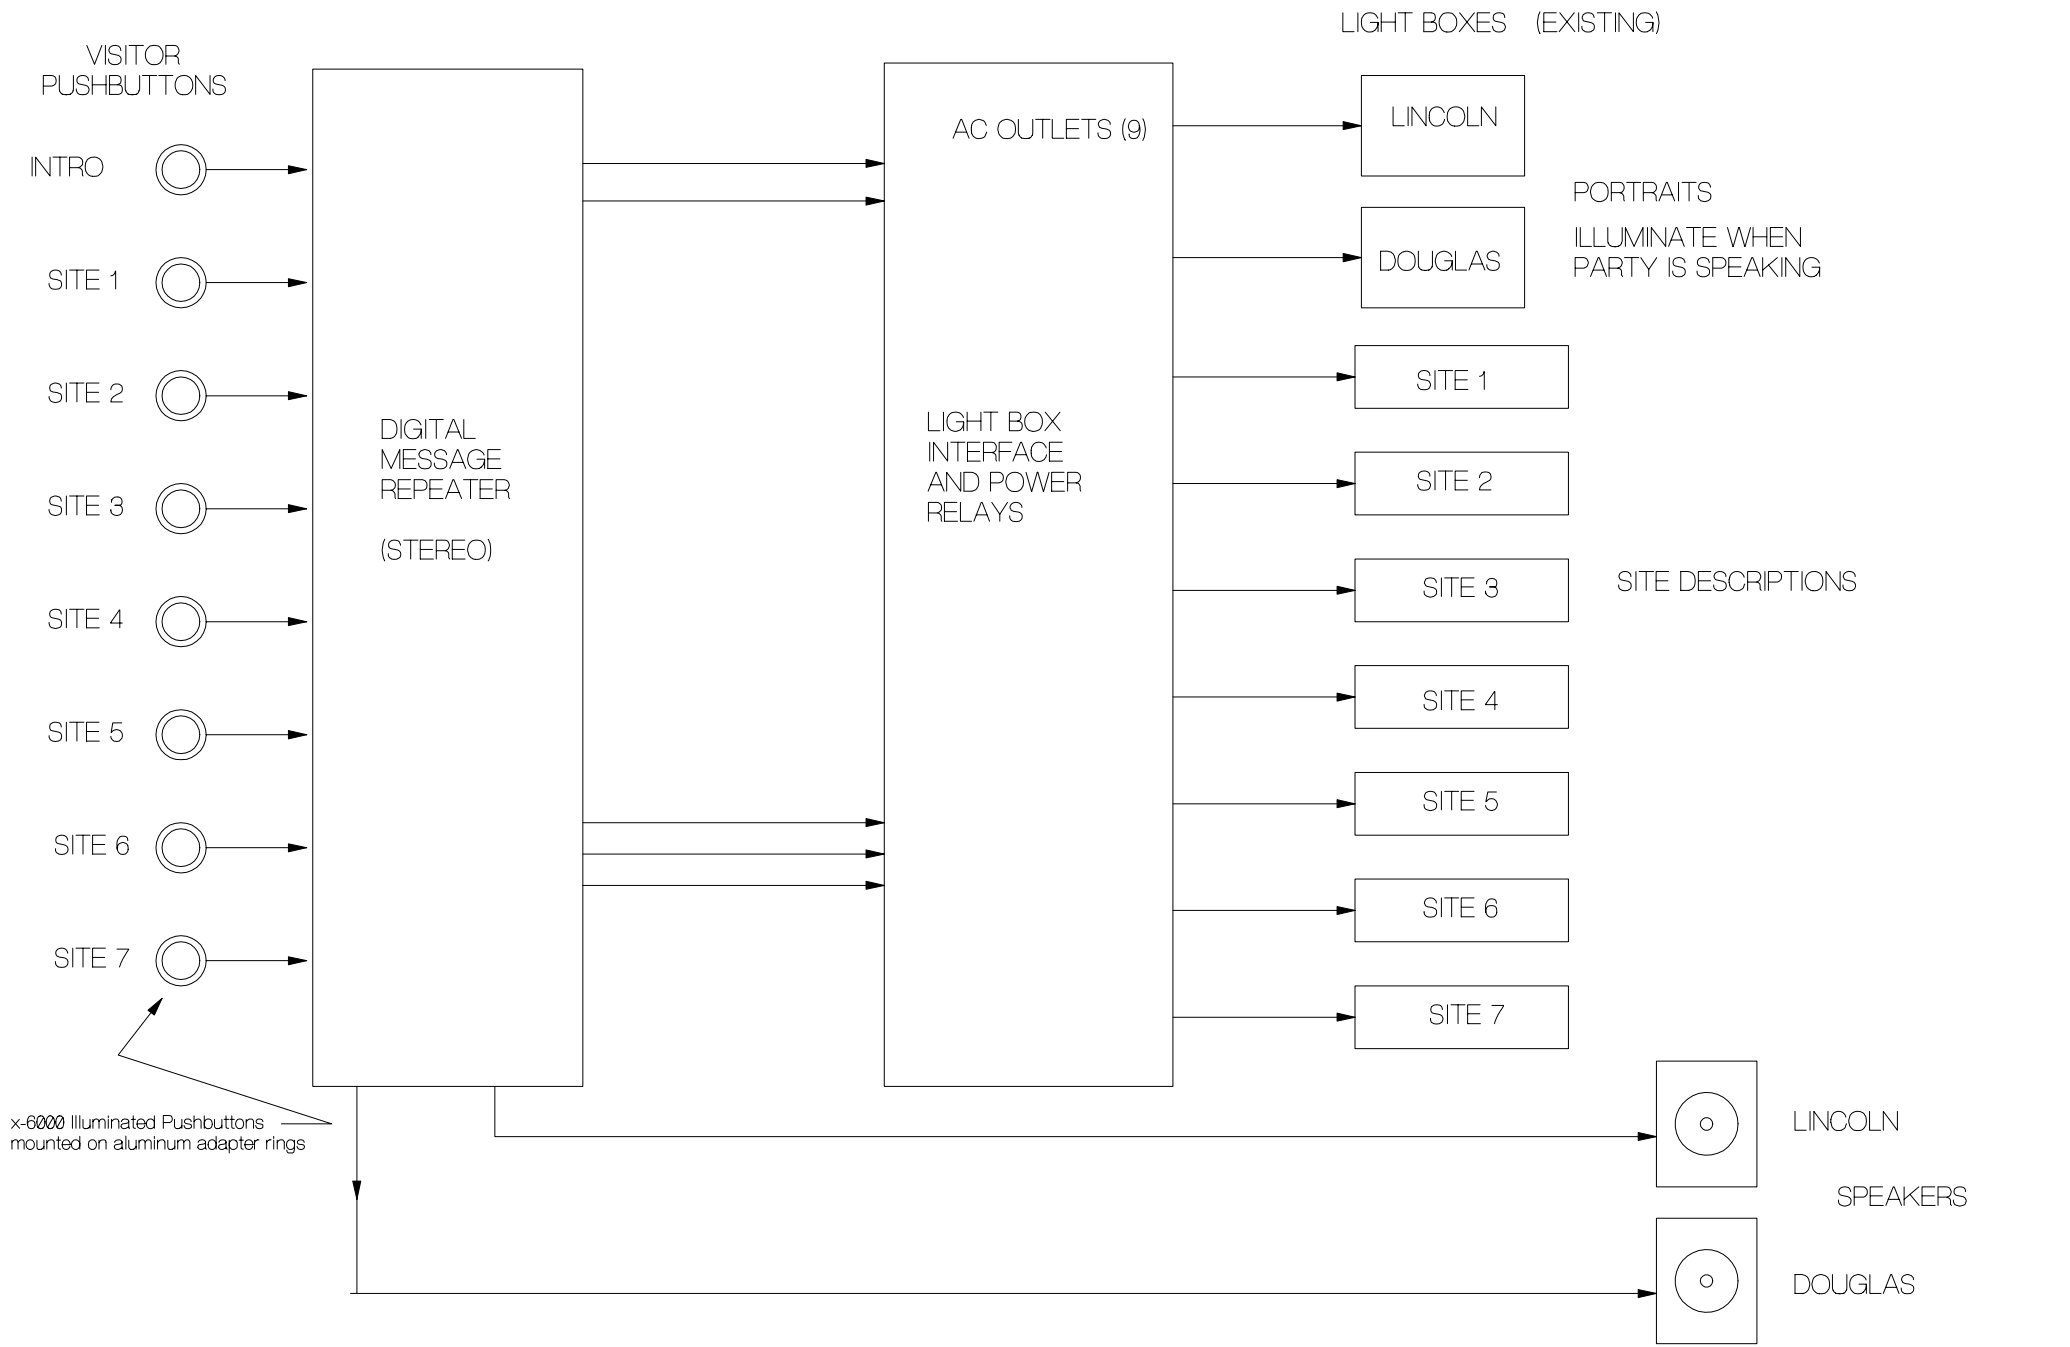 LIGHT BOXES (EXISTING)
VISITOR
PUSHBUTTONS
INTRO
SITE 1
SITE 2
SITE 3
SITE 4
SITE 5
SITE 6
SITE 7
x-6000 Illuminated Pushbuttons
mounted on aluminum adapter rings
DIGITAL
MESSAGE
REPEATER
(STEREO)
AC OUTLETS (9)
LIGHT BOX
INTERFACE
AND POWER
RELAYS
LINCOLN
DOUGLAS
PORTRAITS
ILLUMINATE WHEN
PARTY IS SPEAKING
SITE 1
SITE 2
SITE 3
SITE 4
SITE 5
SITE 6
SITE 7
SITE DESCRIPTIONS
LINCOLN
SPEAKERS
DOUGLAS